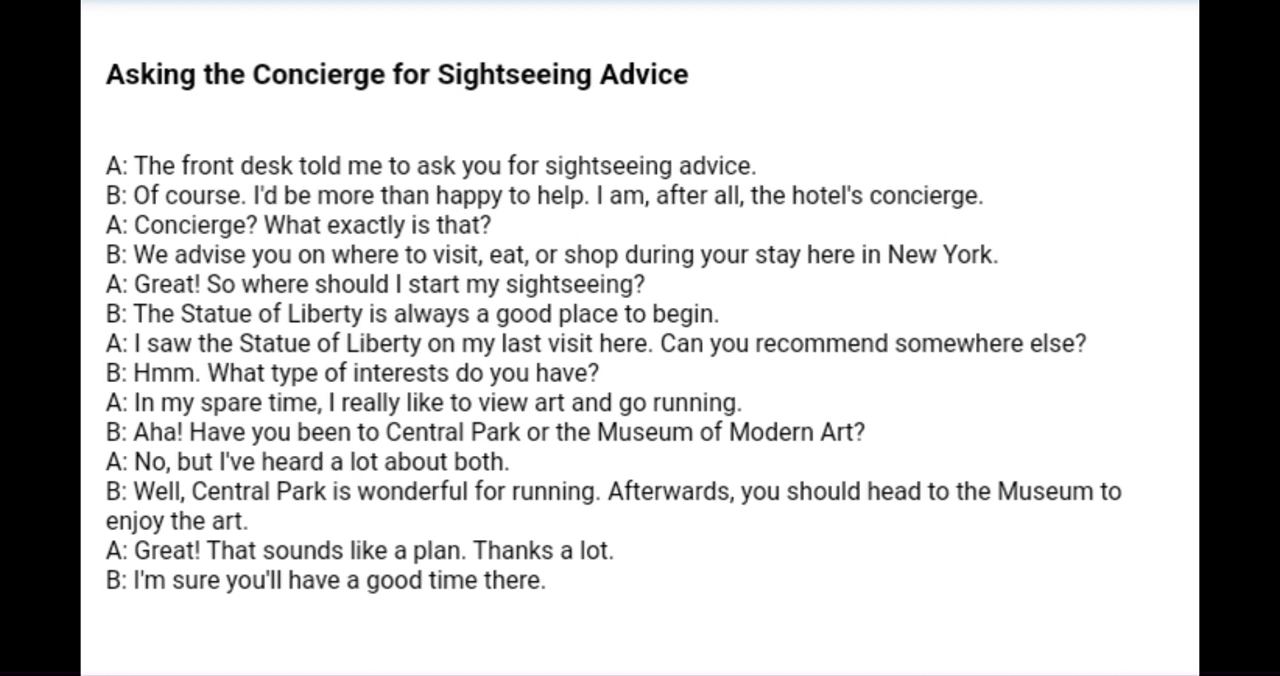 Asking the Concierge for Sightseeing Advice
A: The front desk told me to ask you for sightseeing advice.
B: Of course. I'd be more than happy to help. I am, after all, the hotel's concierge.
A: Concierge? What exactly is that?
B: We advise you on where to visit, eat, or shop during your stay here in New York.
A: Great! So where should I start my sightseeing?
B: The Statue of Liberty is always a good place to begin.
A: I saw the Statue of Liberty on my last visit here. Can you recommend somewhere else?
B: Hmm. What type of interests do you have?
A: In my spare time, I really like to view art and go running.
B: Aha! Have you been to Central Park or the Museum of Modern Art?
A: No, but I've heard a lot about both.
B: Well, Central Park is wonderful for running. Afterwards, you should head to the Museum to
enjoy the art.
A: Great! That sounds like a plan. Thanks a lot.
B: I'm sure you'll have a good time there.